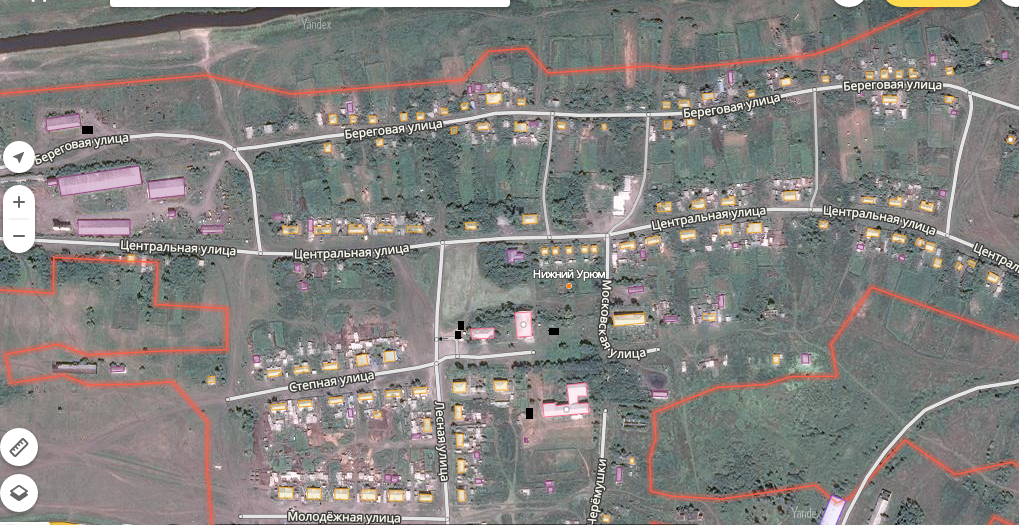 Yandex
Береговая улица
Береговая улица
Береговая улица
Береговая улица
Центральная улица
Центральная улица
Центральная улица
Центральная улица
Централ
Нижний Урюм
Московская улица
Степная улица
Лесная улица
Черёмушки
Молодёжная улица
Yandex